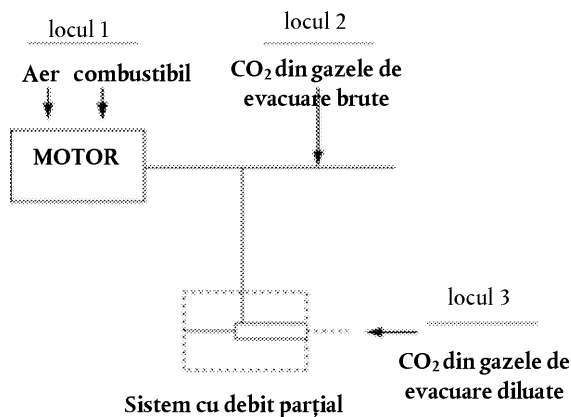 locul 1
Aer combustibil
MOTOR
locul 2
CO₂ din gazele de
evacuare brute
locul 3
CO₂ din gazele de
evacuare diluate
Sistem cu debit parțial